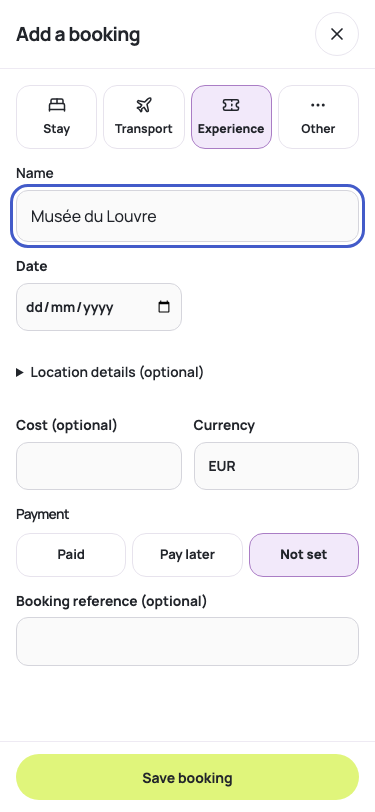 Add a booking
Stay
Transport
Experience
Other
Name
Musée du Louvre
Date
dd/mm/yyyy
Location details (optional)
Cost (optional)
Currency
EUR
Payment
Paid
Pay later
Not set
Booking reference (optional)
Save booking